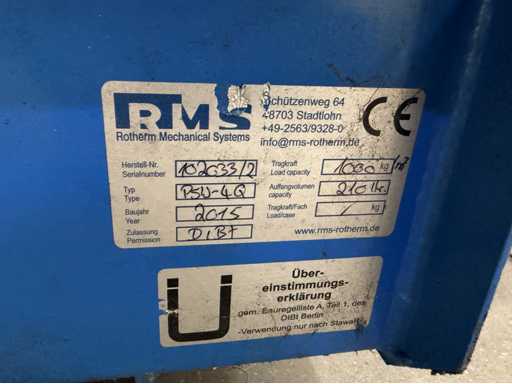 RMS
Rotherm Mechanical Systems
Schützenweg 64
48703 Stadtlohn
+49-2563/9328-0
info@rms-rotherm.de
CE
Herstell-Nr.
Serialnumber
102033/2
Tragkraft
Load capacity
1000 kg/m²
Typ
Type
PSW-4Q
Auffangvolumen
capacity
210 ltr.
Baujahr
Year
2015
Tragkraft/Fach
Load/case
/ kg
Zulassung
Permission
DIBt
www.rms-rotherm.de
Ü
Über-
einstimmungs-
erklärung
gem. Bauregelliste A, Teil 1, des
DIBt Berlin
-Verwendung nur nach StawaR-